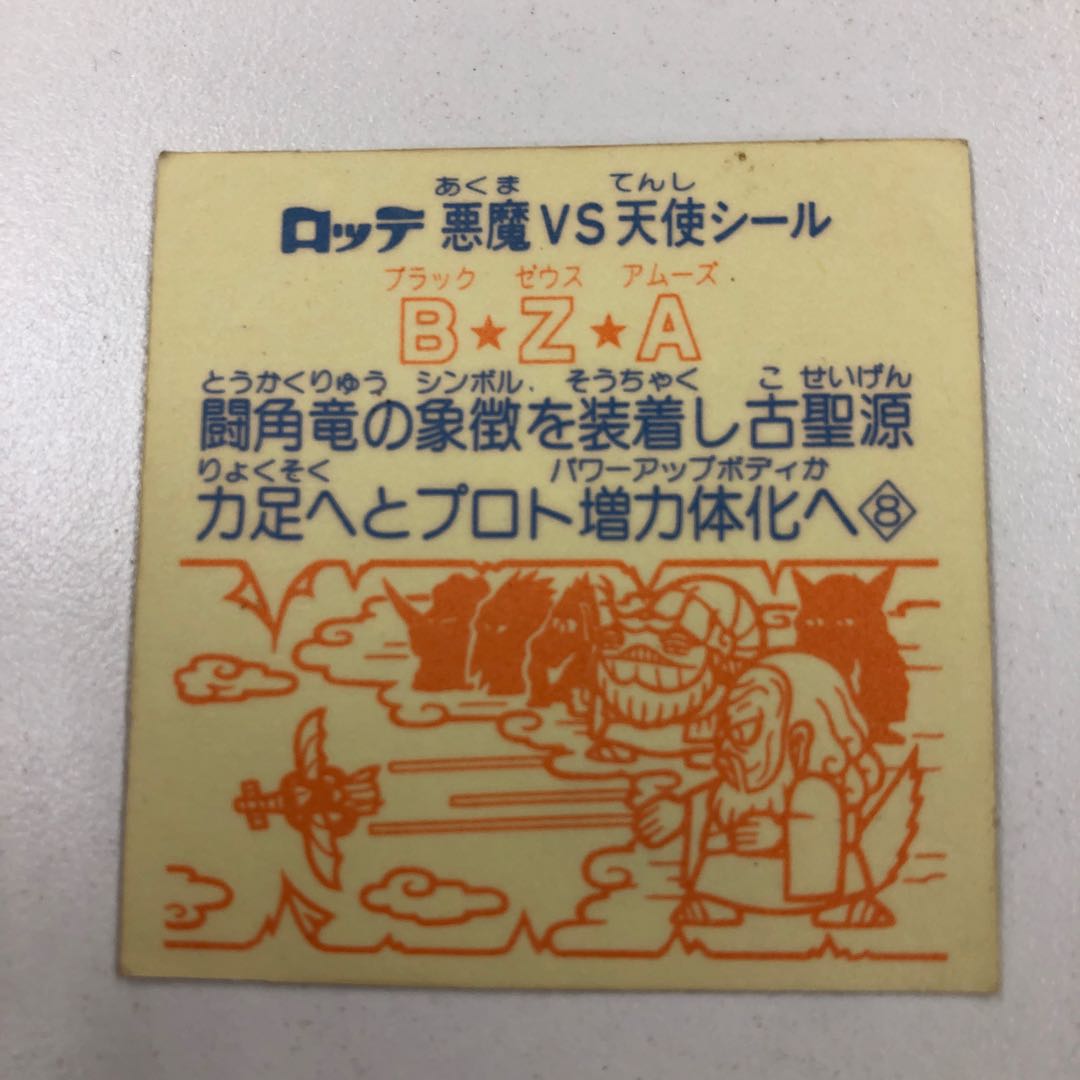 あくま てんし
ロッテ 悪魔VS天使シール
ブラック ゼウス アムーズ
B★Z★A
とうかくりゅう シンボル そうちゃく こ せいげん
闘角竜の象徴を装着し古聖源
りょくそく パワーアップボディか
力足へとプロト増力体化へ8